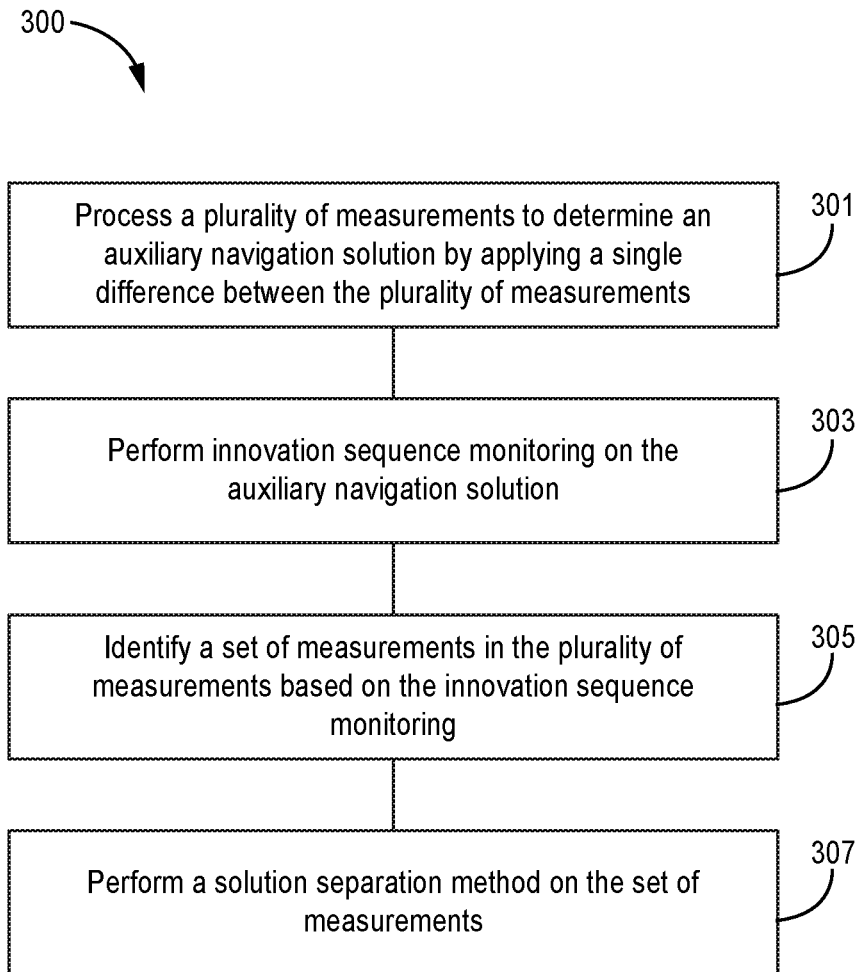 300
Process a plurality of measurements to determine an
auxiliary navigation solution by applying a single
difference between the plurality of measurements
301
Perform innovation sequence monitoring on the
auxiliary navigation solution
303
Identify a set of measurements in the plurality of
measurements based on the innovation sequence
monitoring
305
Perform a solution separation method on the set of
measurements
307